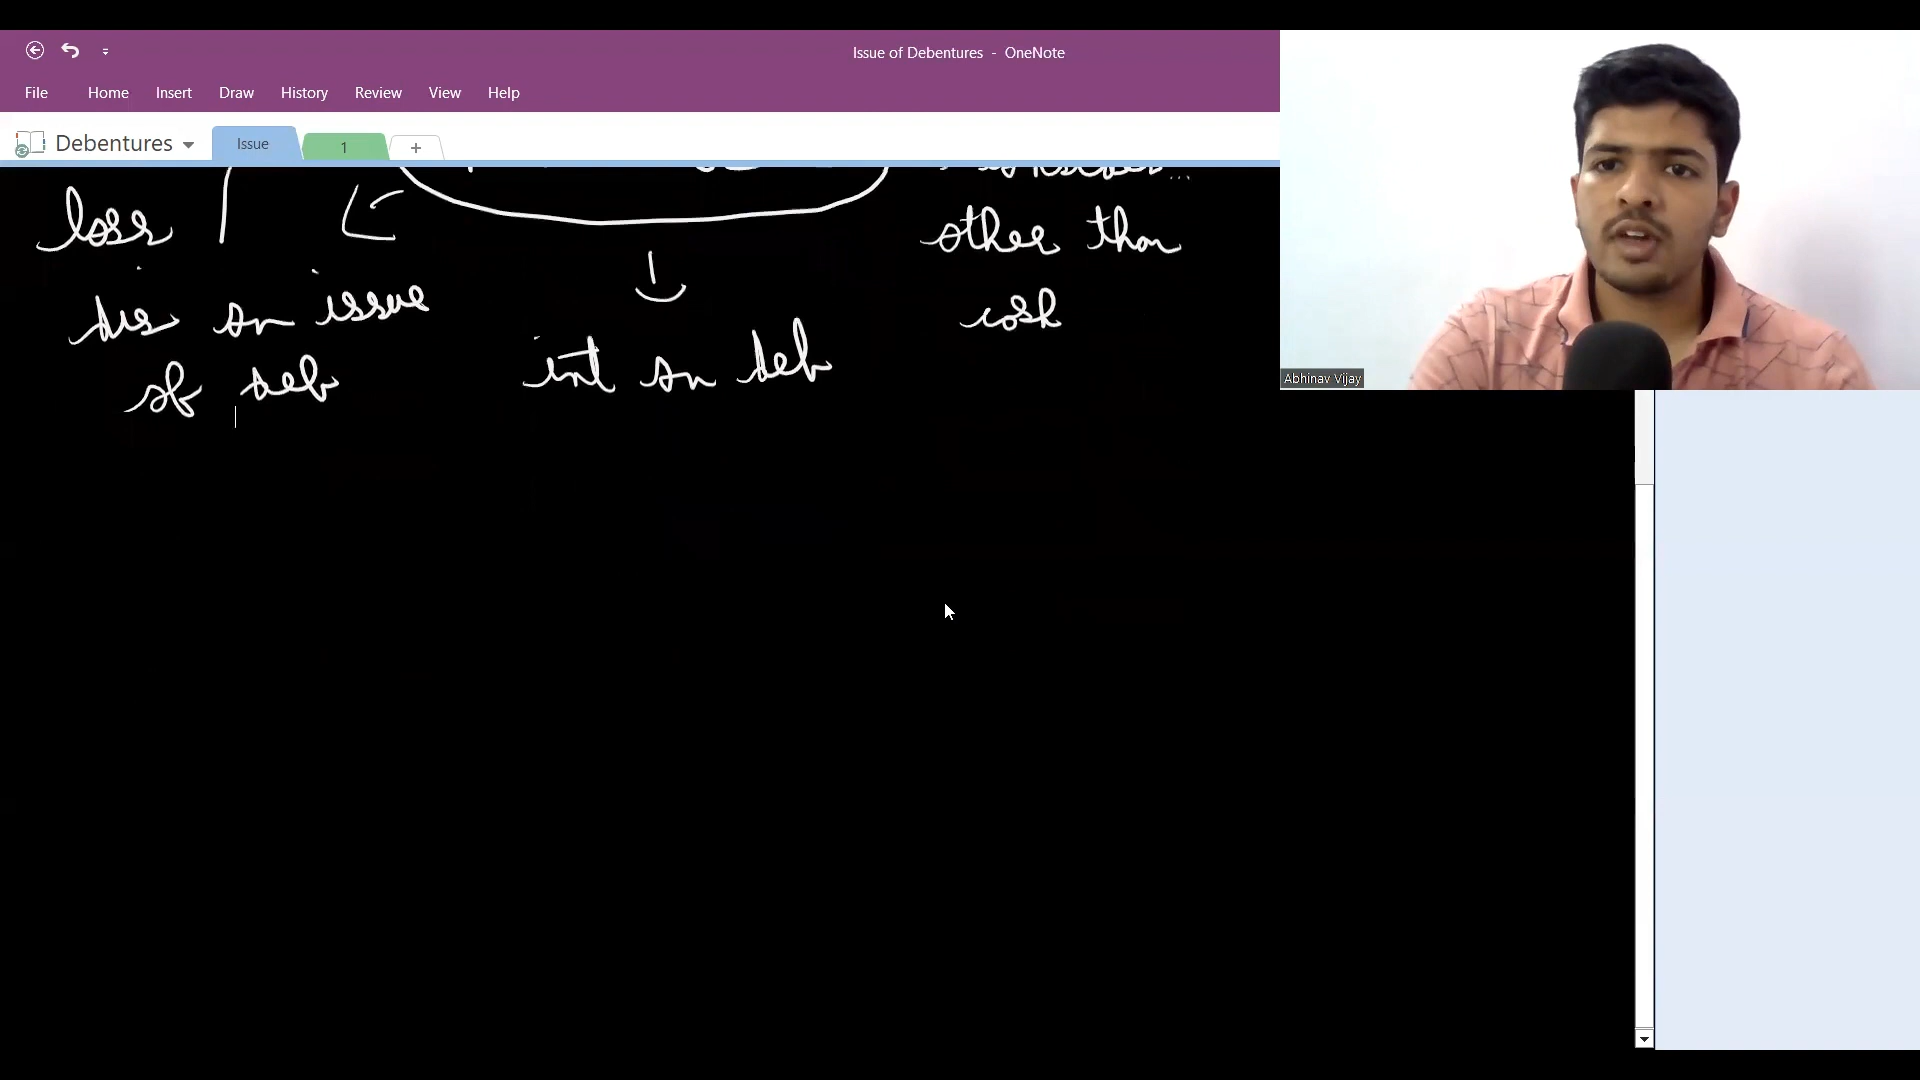 Issue of Debentures - OneNote
File Home Insert Draw History Review View Help
Debentures Issue 1 +
loss
other than
dis on issue
cash
of deb
int on deb
Abhinav Vijay